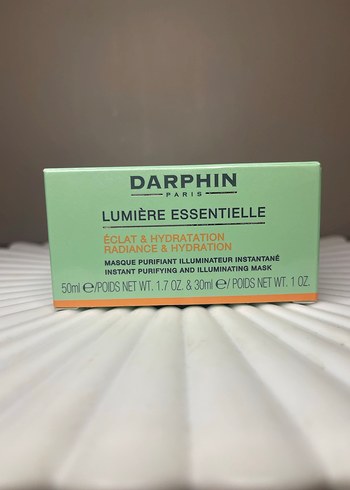 DARPHIN
PARIS
LUMIÈRE ESSENTIELLE
ÉCLAT & HYDRATATION
RADIANCE & HYDRATION
MASQUE PURIFIANT ILLUMINATEUR INSTANTANÉ
INSTANT PURIFYING AND ILLUMINATING MASK
50ml ℮/POIDS NET WT. 1.7 OZ. & 30ml ℮/ POIDS NET WT. 1 OZ.